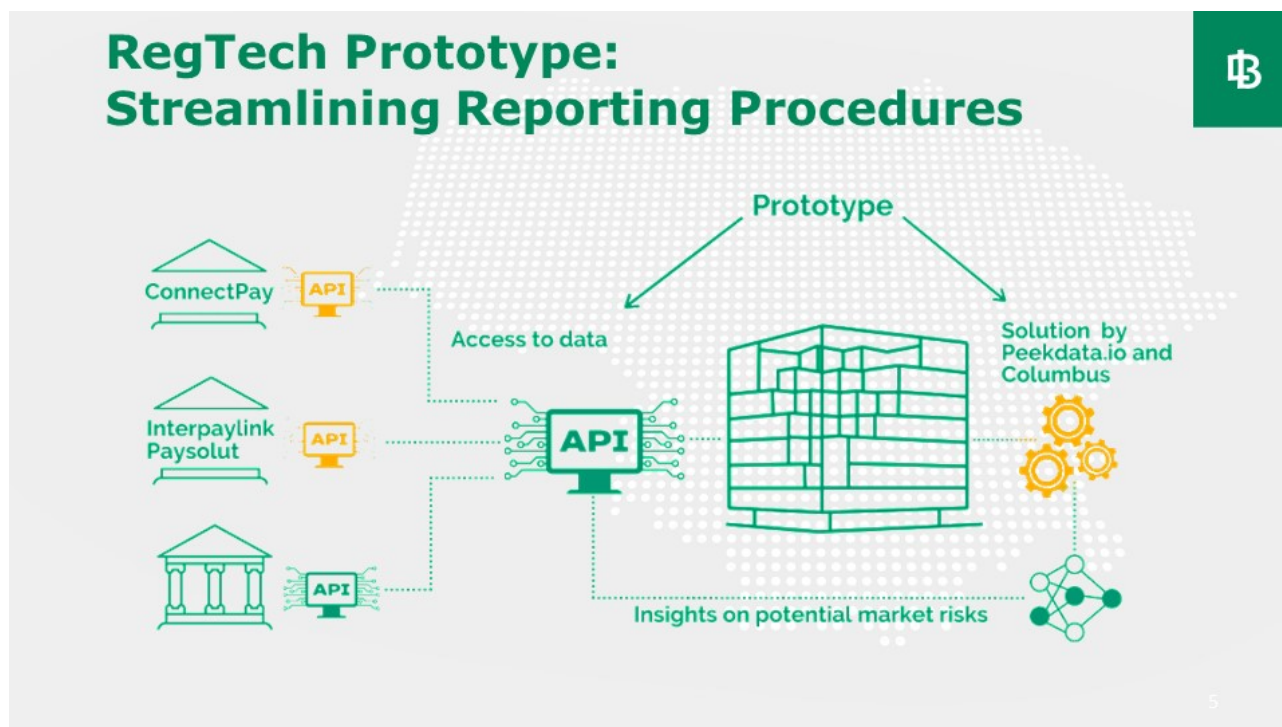 RegTech Prototype:
Streamlining Reporting Procedures
Prototype
ConnectPay
API
Access to data
Solution by
Peekdata.io and
Columbus
Interpaylink
Paysolut
API
API
API
Insights on potential market risks
5